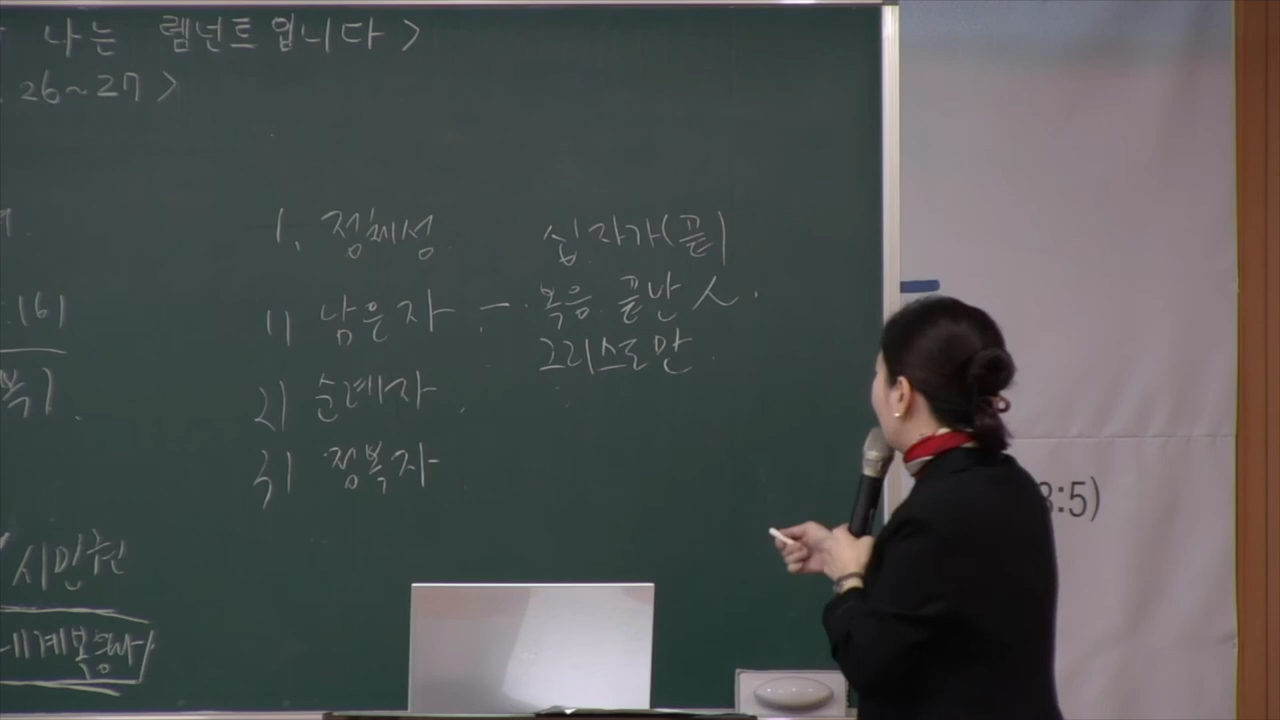 나는 렘넌트입니다>
26~27>
1. 정체성 십자가(끝)
:161
1) 남은자 - 복음 끝난 人.
그리스도만.
복).
2) 순례자.
3) 정복자
:5)
시민권
세계복음화